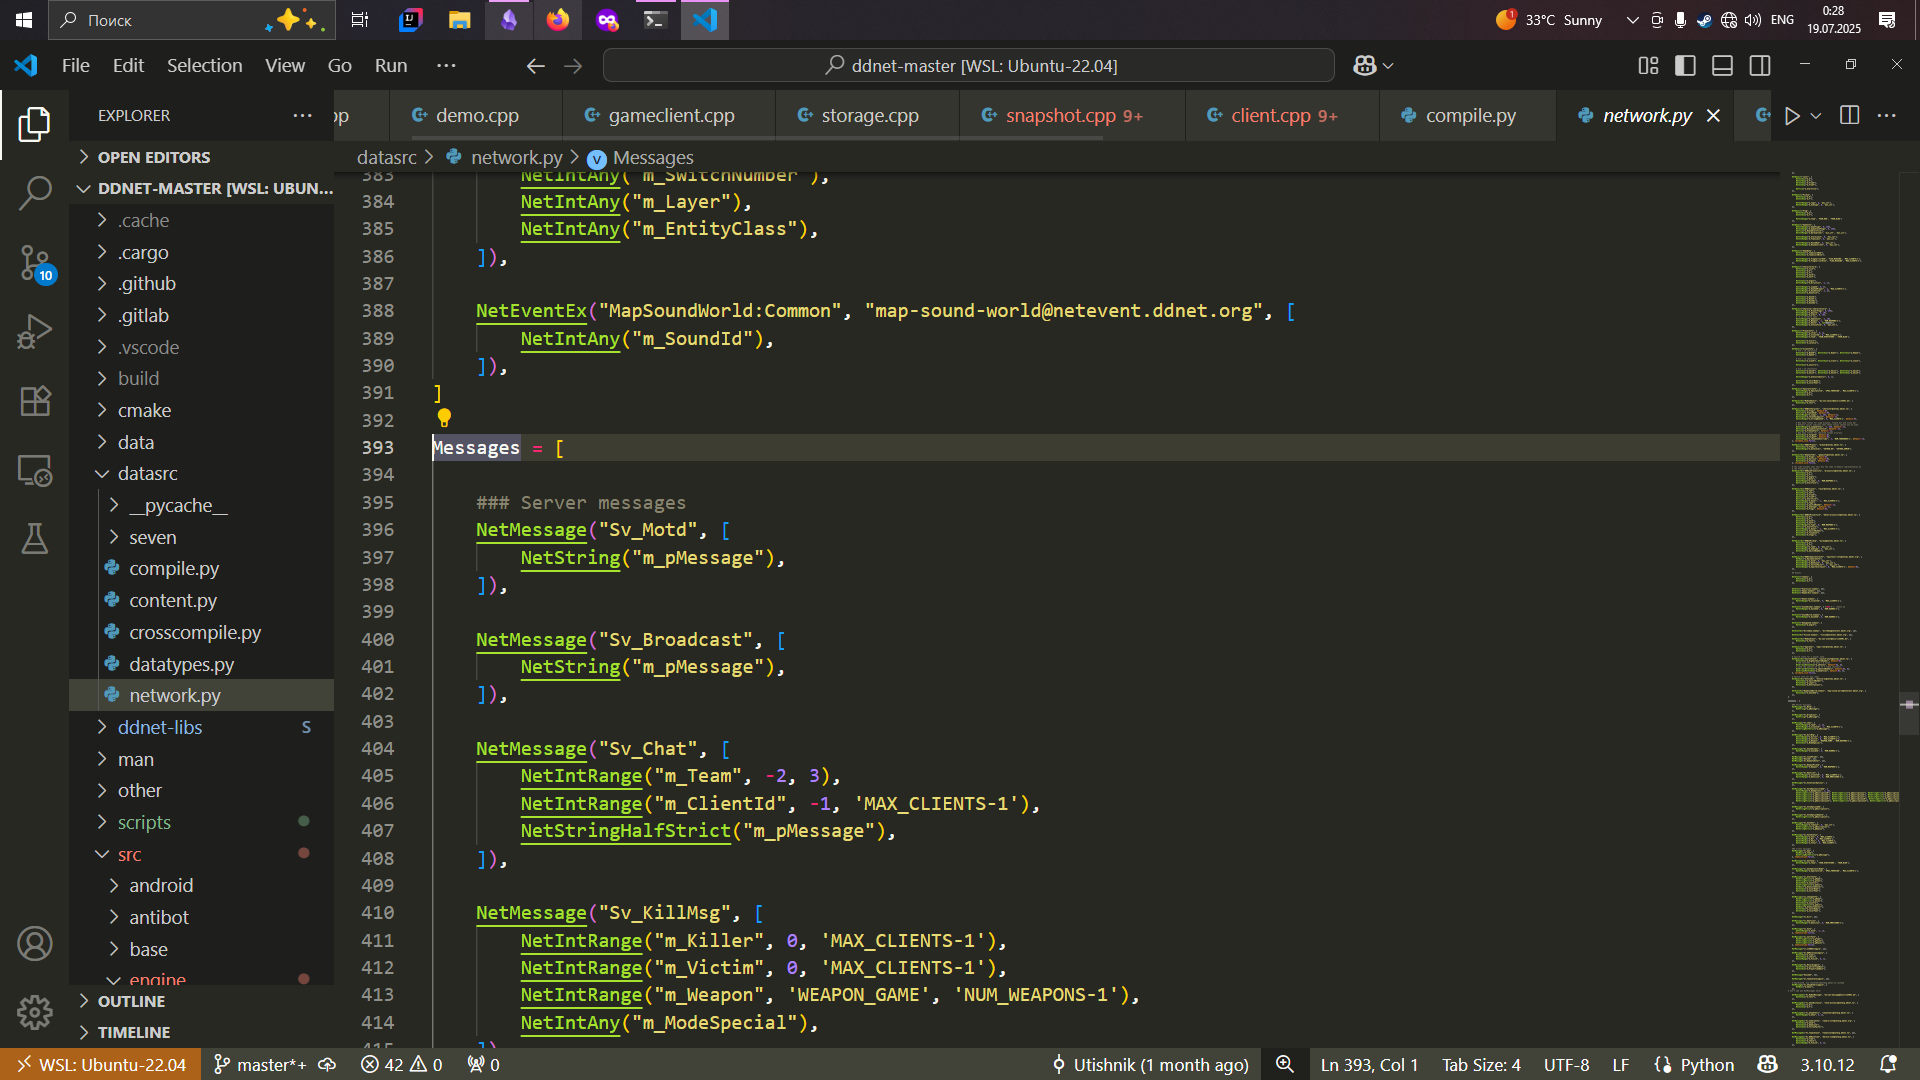 Поиск
33°C Sunny
ENG
0:28
19.07.2025
File Edit Selection View Go Run ···
ddnet-master [WSL: Ubuntu-22.04]
EXPLORER
pp
demo.cpp
gameclient.cpp
storage.cpp
snapshot.cpp 9+
client.cpp 9+
compile.py
network.py
datasrc > network.py > Messages
OPEN EDITORS
DDNET-MASTER [WSL: UBUN...
.cache
.cargo
.github
.gitlab
.vscode
build
cmake
data
datasrc
__pycache__
seven
compile.py
content.py
crosscompile.py
datatypes.py
network.py
ddnet-libs S
man
other
scripts
src
android
antibot
base
engine
OUTLINE
TIMELINE
10
383 NetIntAny("m_SwitchNumber"),
384 NetIntAny("m_Layer"),
385 NetIntAny("m_EntityClass"),
386 ]),
387
388 NetEventEx("MapSoundWorld:Common", "map-sound-world@netevent.ddnet.org", [
389 NetIntAny("m_SoundId"),
390 ]),
391 ]
392
393 Messages = [
394
395 ### Server messages
396 NetMessage("Sv_Motd", [
397 NetString("m_pMessage"),
398 ]),
399
400 NetMessage("Sv_Broadcast", [
401 NetString("m_pMessage"),
402 ]),
403
404 NetMessage("Sv_Chat", [
405 NetIntRange("m_Team", -2, 3),
406 NetIntRange("m_ClientId", -1, 'MAX_CLIENTS-1'),
407 NetStringHalfStrict("m_pMessage"),
408 ]),
409
410 NetMessage("Sv_KillMsg", [
411 NetIntRange("m_Killer", 0, 'MAX_CLIENTS-1'),
412 NetIntRange("m_Victim", 0, 'MAX_CLIENTS-1'),
413 NetIntRange("m_Weapon", 'WEAPON_GAME', 'NUM_WEAPONS-1'),
414 NetIntAny("m_ModeSpecial"),
415 ])
WSL: Ubuntu-22.04
master*+
42 0
0
Utishnik (1 month ago)
Ln 393, Col 1
Tab Size: 4
UTF-8
LF
Python
3.10.12